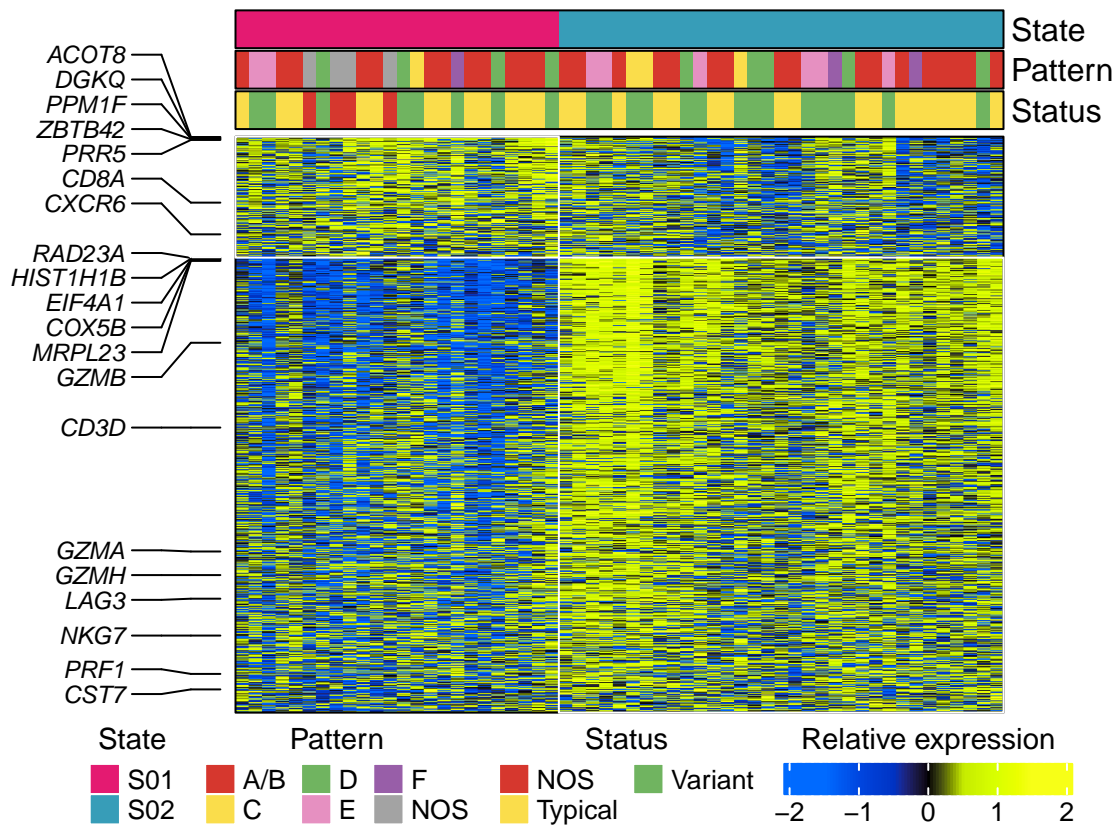 State
Pattern
Status
ACOT8
DGKQ
PPM1F
ZBTB42
PRR5
CD8A
CXCR6
RAD23A
HIST1H1B
EIF4A1
COX5B
MRPL23
GZMB
CD3D
GZMA
GZMH
LAG3
NKG7
PRF1
CST7
State Pattern Status Relative expression
S01 A/B D F NOS Variant
S02 C E NOS Typical
−2 −1 0 1 2